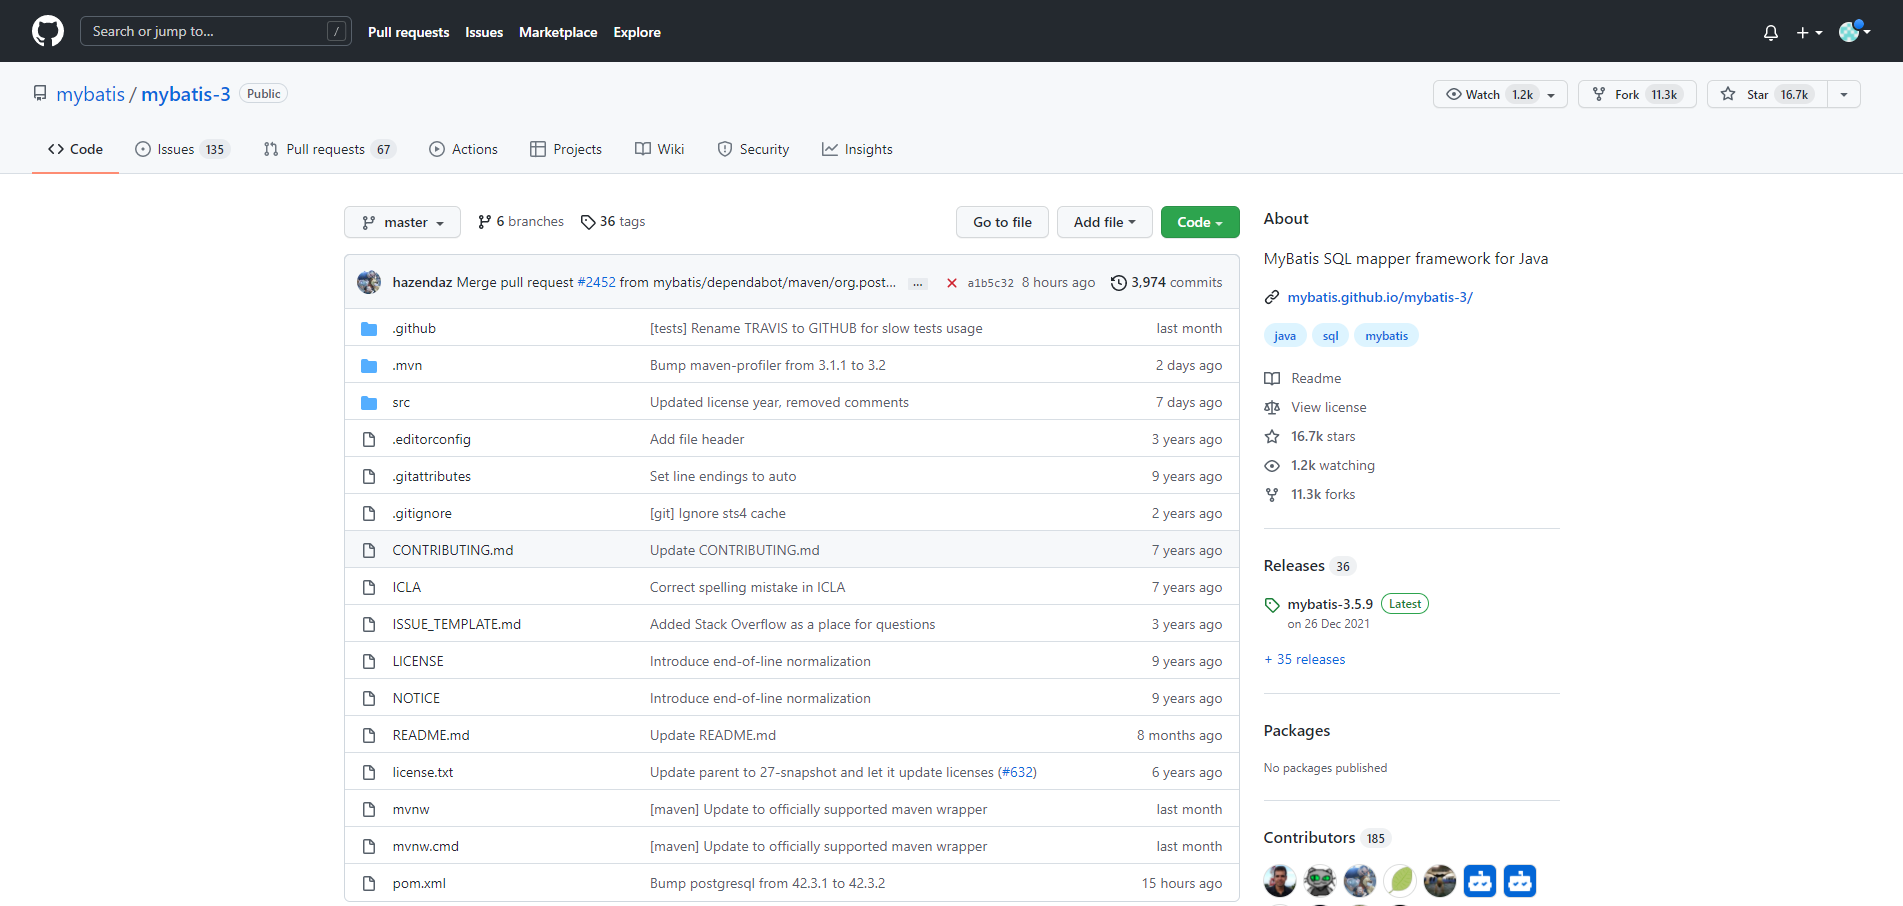 Search or jump to... / Pull requests Issues Marketplace Explore
mybatis / mybatis-3 Public Watch 1.2k Fork 11.3k Star 16.7k
Code Issues 135 Pull requests 67 Actions Projects Wiki Security Insights
master 6 branches 36 tags Go to file Add file Code
hazendaz Merge pull request #2452 from mybatis/dependabot/maven/org.post... ... a1b5c32 8 hours ago 3,974 commits
.github [tests] Rename TRAVIS to GITHUB for slow tests usage last month
.mvn Bump maven-profiler from 3.1.1 to 3.2 2 days ago
src Updated license year, removed comments 7 days ago
.editorconfig Add file header 3 years ago
.gitattributes Set line endings to auto 9 years ago
.gitignore [git] Ignore sts4 cache 2 years ago
CONTRIBUTING.md Update CONTRIBUTING.md 7 years ago
ICLA Correct spelling mistake in ICLA 7 years ago
ISSUE_TEMPLATE.md Added Stack Overflow as a place for questions 3 years ago
LICENSE Introduce end-of-line normalization 9 years ago
NOTICE Introduce end-of-line normalization 9 years ago
README.md Update README.md 8 months ago
license.txt Update parent to 27-snapshot and let it update licenses (#632) 6 years ago
mvnw [maven] Update to officially supported maven wrapper last month
mvnw.cmd [maven] Update to officially supported maven wrapper last month
pom.xml Bump postgresql from 42.3.1 to 42.3.2 15 hours ago
About
MyBatis SQL mapper framework for Java
mybatis.github.io/mybatis-3/
java sql mybatis
Readme
View license
16.7k stars
1.2k watching
11.3k forks
Releases 36
mybatis-3.5.9 Latest
on 26 Dec 2021
+ 35 releases
Packages
No packages published
Contributors 185